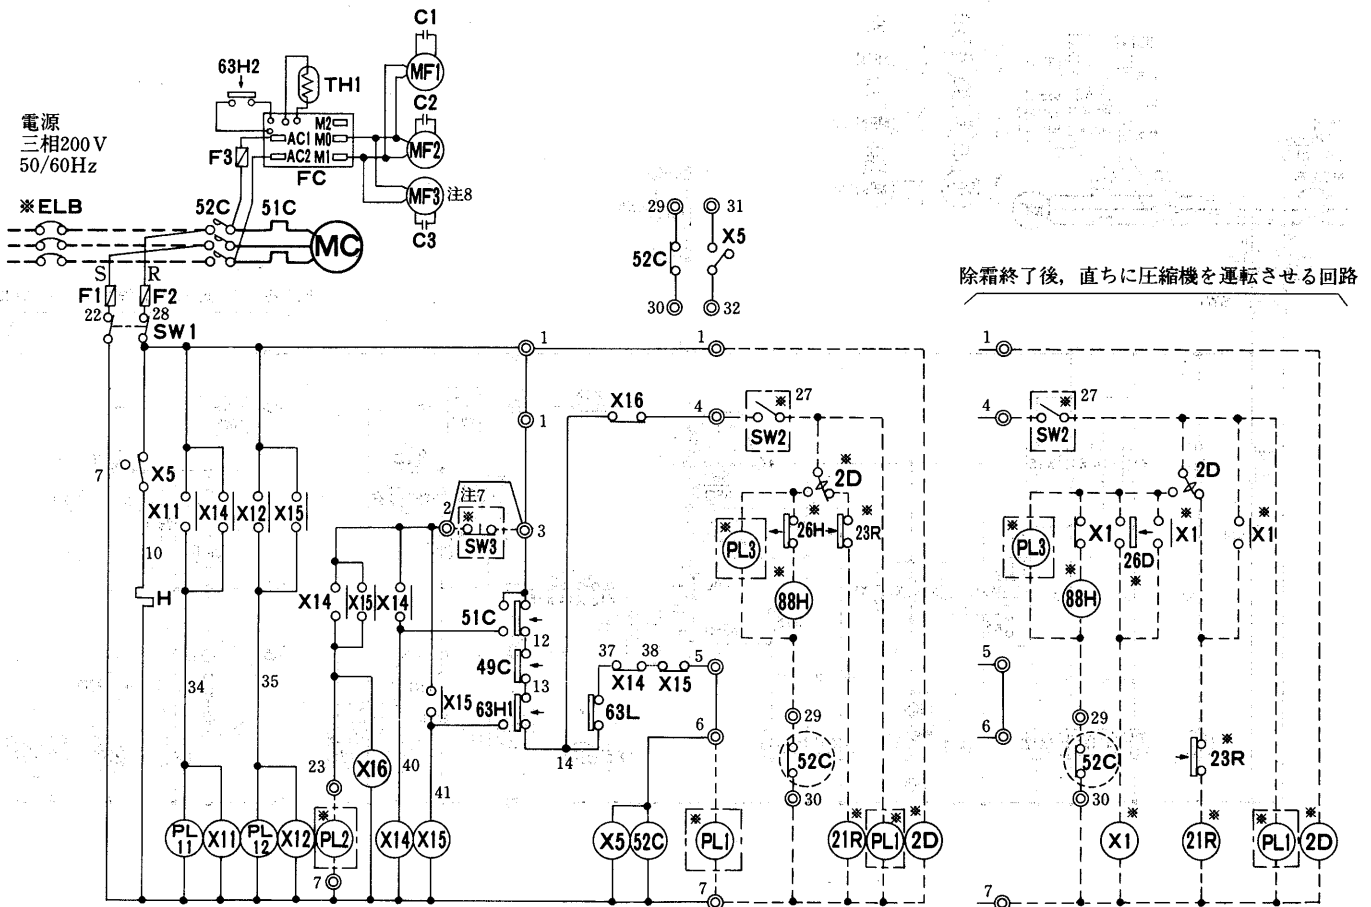 C1
63H2
TH1
MF1
C2
電源
三相200V
50/60Hz
M2
AC1 M0
AC2 M1
MF2
F3
FC
MF3 注8
C3
※ELB
52C
51C
MC
29
31
52C
X5
30
32
除霜終了後，直ちに圧縮機を運転させる回路
S
R
F1
F2
22
28
SW1
1
1
1
X16
4
※
27
SW2
4
※
27
SW2
1
7
X5
X11
X14
X12
X15
2
注7
※
SW3
3
※
2D
2D
※
PL3
※
26H
※
23R
※
PL3
X1
26D
※
※
X1
※
X1
10
H
X14
X15
X14
51C
12
※
88H
※
88H
49C
13
37
38
5
X14
X15
5
34
35
X15
63H1
63L
6
6
14
29
29
X16
40
52C
52C
※
23R
23
41
30
30
PL
11
X11
PL
12
X12
※
PL2
X14
X15
X5
52C
※
PL1
※
21R
※
PL1
※
2D
※
X1
※
21R
※
PL1
※
2D
7
7
7